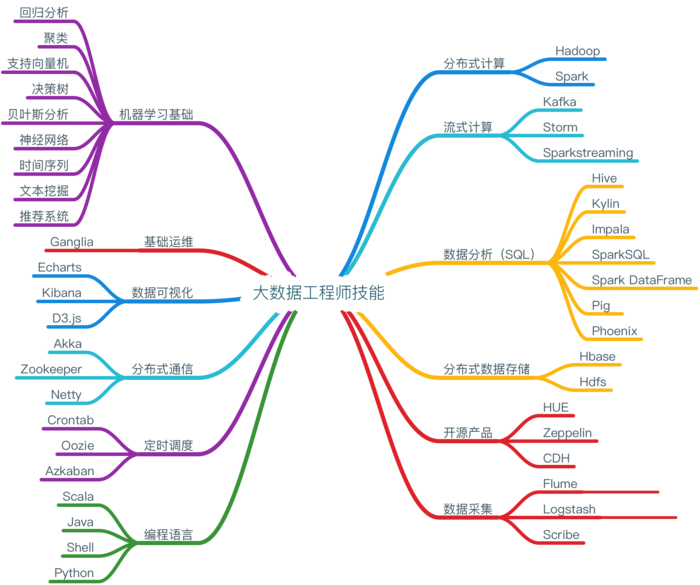 大数据工程师技能
机器学习基础
回归分析
聚类
支持向量机
决策树
贝叶斯分析
神经网络
时间序列
文本挖掘
推荐系统
基础运维
Ganglia
数据可视化
Echarts
Kibana
D3.js
分布式通信
Akka
Zookeeper
Netty
定时调度
Crontab
Oozie
Azkaban
编程语言
Scala
Java
Shell
Python
分布式计算
Hadoop
Spark
流式计算
Kafka
Storm
Sparkstreaming
数据分析（SQL）
Hive
Kylin
Impala
SparkSQL
Spark DataFrame
Pig
Phoenix
分布式数据存储
Hbase
Hdfs
开源产品
HUE
Zeppelin
CDH
数据采集
Flume
Logstash
Scribe